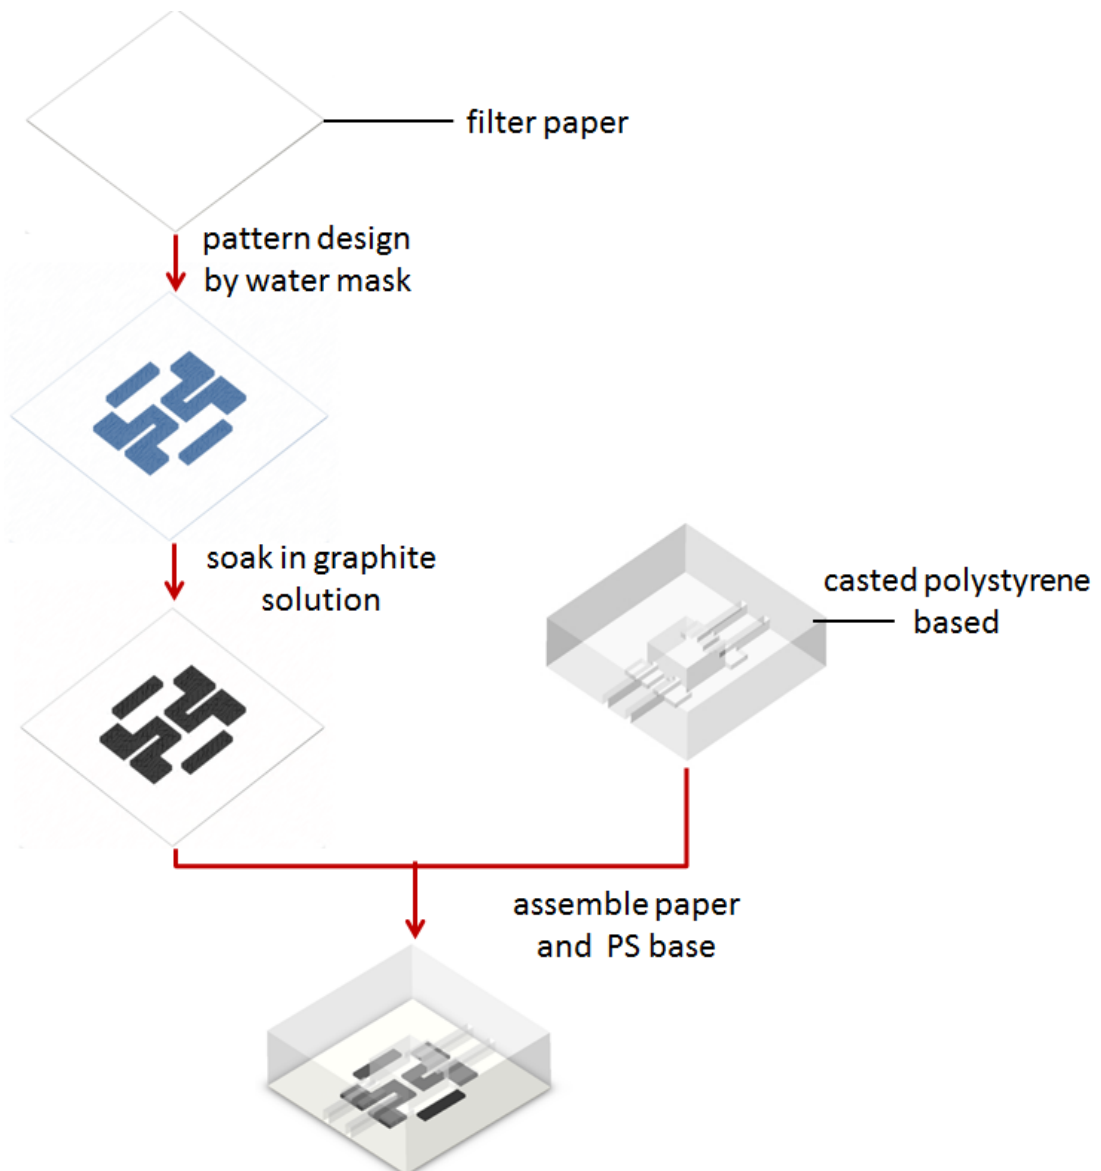 filter paper
pattern design
by water mask
soak in graphite
solution
casted polystyrene
based
assemble paper
and PS base